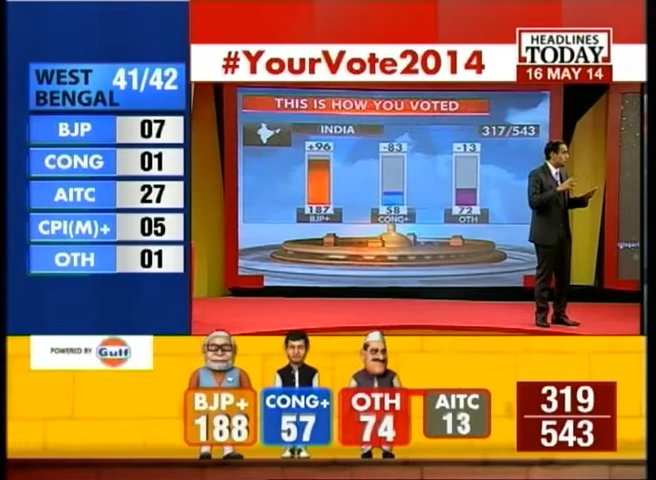 #YourVote2014
HEADLINES
TODAY
16 MAY 14
WEST BENGAL 41/42
BJP 07
CONG 01
AITC 27
CPI(M)+ 05
OTH 01
THIS IS HOW YOU VOTED
INDIA 317/543
+96 -83 -13
187 58 72
BJP+ CONG+ OTH
POWERED BY Gulf
BJP+ 188
CONG+ 57
OTH 74
AITC 13
319
543